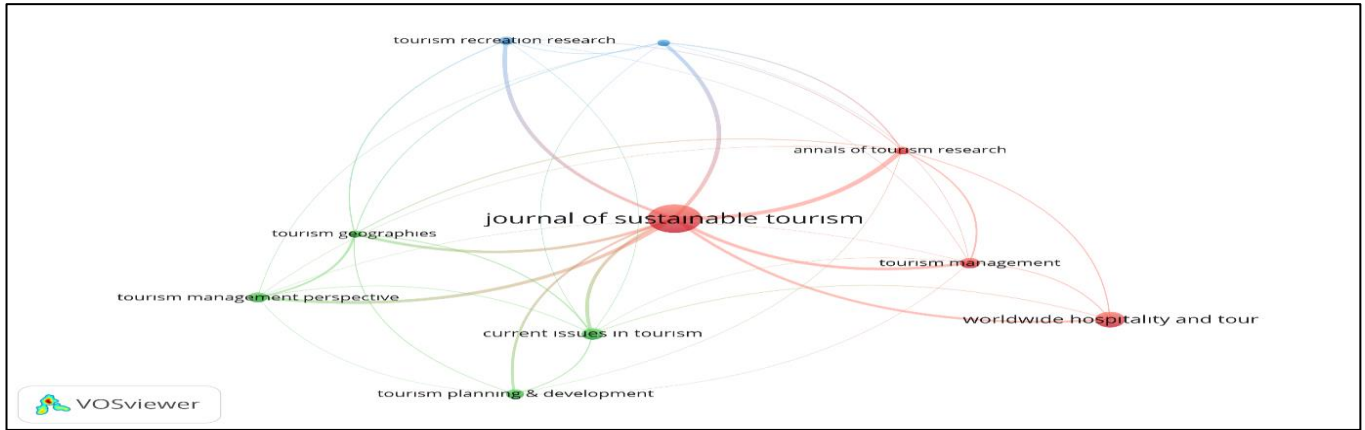 tourism recreation research
annals of tourism research
journal of sustainable tourism
tourism geographies
tourism management
tourism management perspective
worldwide hospitality and tour
current issues in tourism
tourism planning & development
VOSviewer